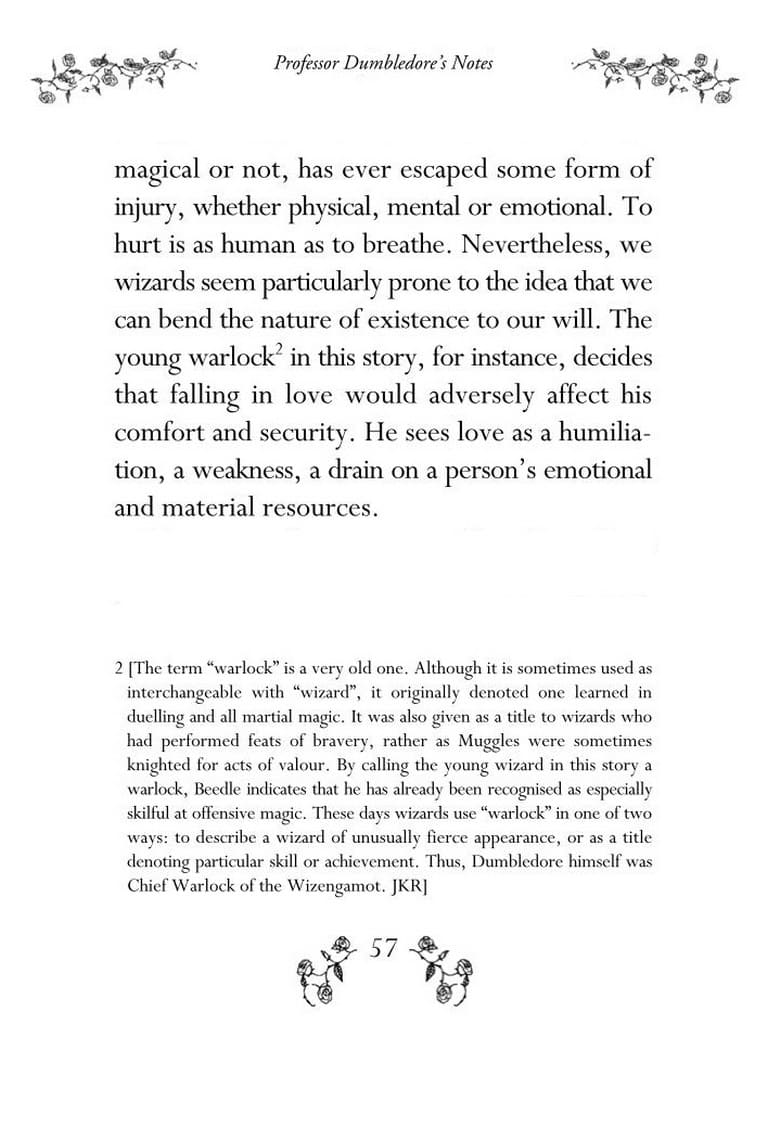 Professor Dumbledore’s Notes
magical or not, has ever escaped some form of
injury, whether physical, mental or emotional. To
hurt is as human as to breathe. Nevertheless, we
wizards seem particularly prone to the idea that we
can bend the nature of existence to our will. The
young warlock² in this story, for instance, decides
that falling in love would adversely affect his
comfort and security. He sees love as a humilia-
tion, a weakness, a drain on a person’s emotional
and material resources.
2 [The term “warlock” is a very old one. Although it is sometimes used as
interchangeable with “wizard”, it originally denoted one learned in
duelling and all martial magic. It was also given as a title to wizards who
had performed feats of bravery, rather as Muggles were sometimes
knighted for acts of valour. By calling the young wizard in this story a
warlock, Beedle indicates that he has already been recognised as especially
skilful at offensive magic. These days wizards use “warlock” in one of two
ways: to describe a wizard of unusually fierce appearance, or as a title
denoting particular skill or achievement. Thus, Dumbledore himself was
Chief Warlock of the Wizengamot. JKR]
57